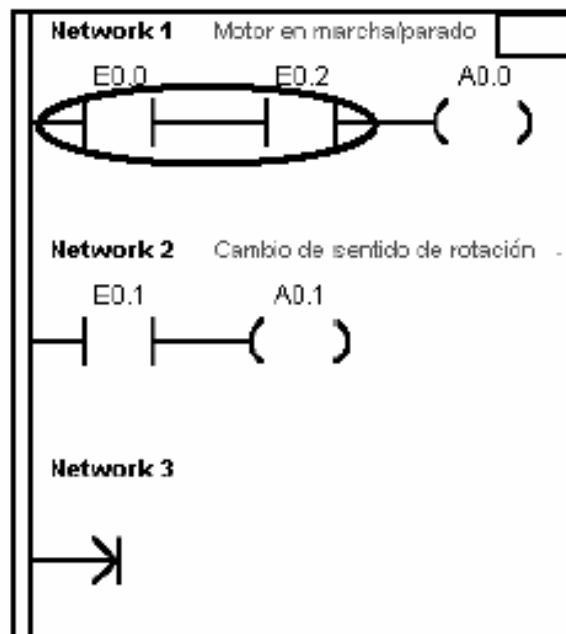 Network 1 Motor en marcha/parado
E0.0 E0.2 A0.0
Network 2 Cambio de sentido de rotación -
E0.1 A0.1
Network 3